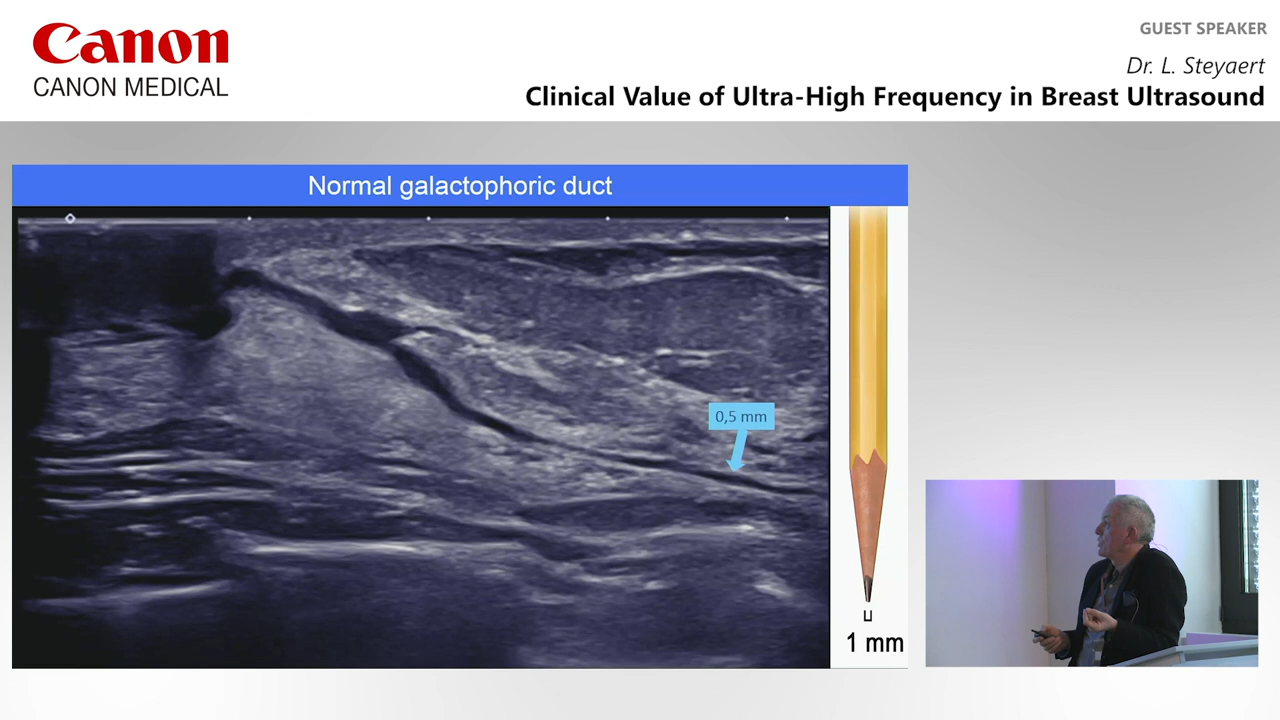 Canon
CANON MEDICAL
GUEST SPEAKER
Dr. L. Steyaert
Clinical Value of Ultra-High Frequency in Breast Ultrasound
Normal galactophoric duct
0,5 mm
1 mm